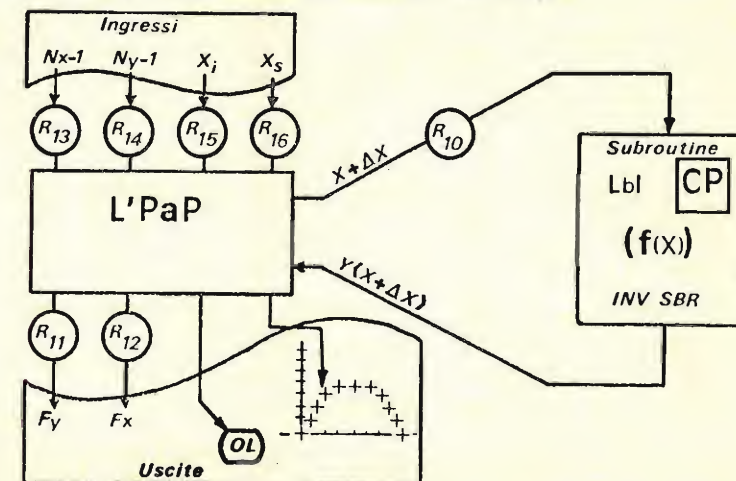 Ingressi
Nx-1 Ny-1 Xi Xs
R13 R14 R15 R16
X+ΔX
R10
L'PaP
Subroutine
Lbl CP
(f(X))
INV SBR
Y(X+ΔX)
R11 R12
Fy Fx
OL
Uscite